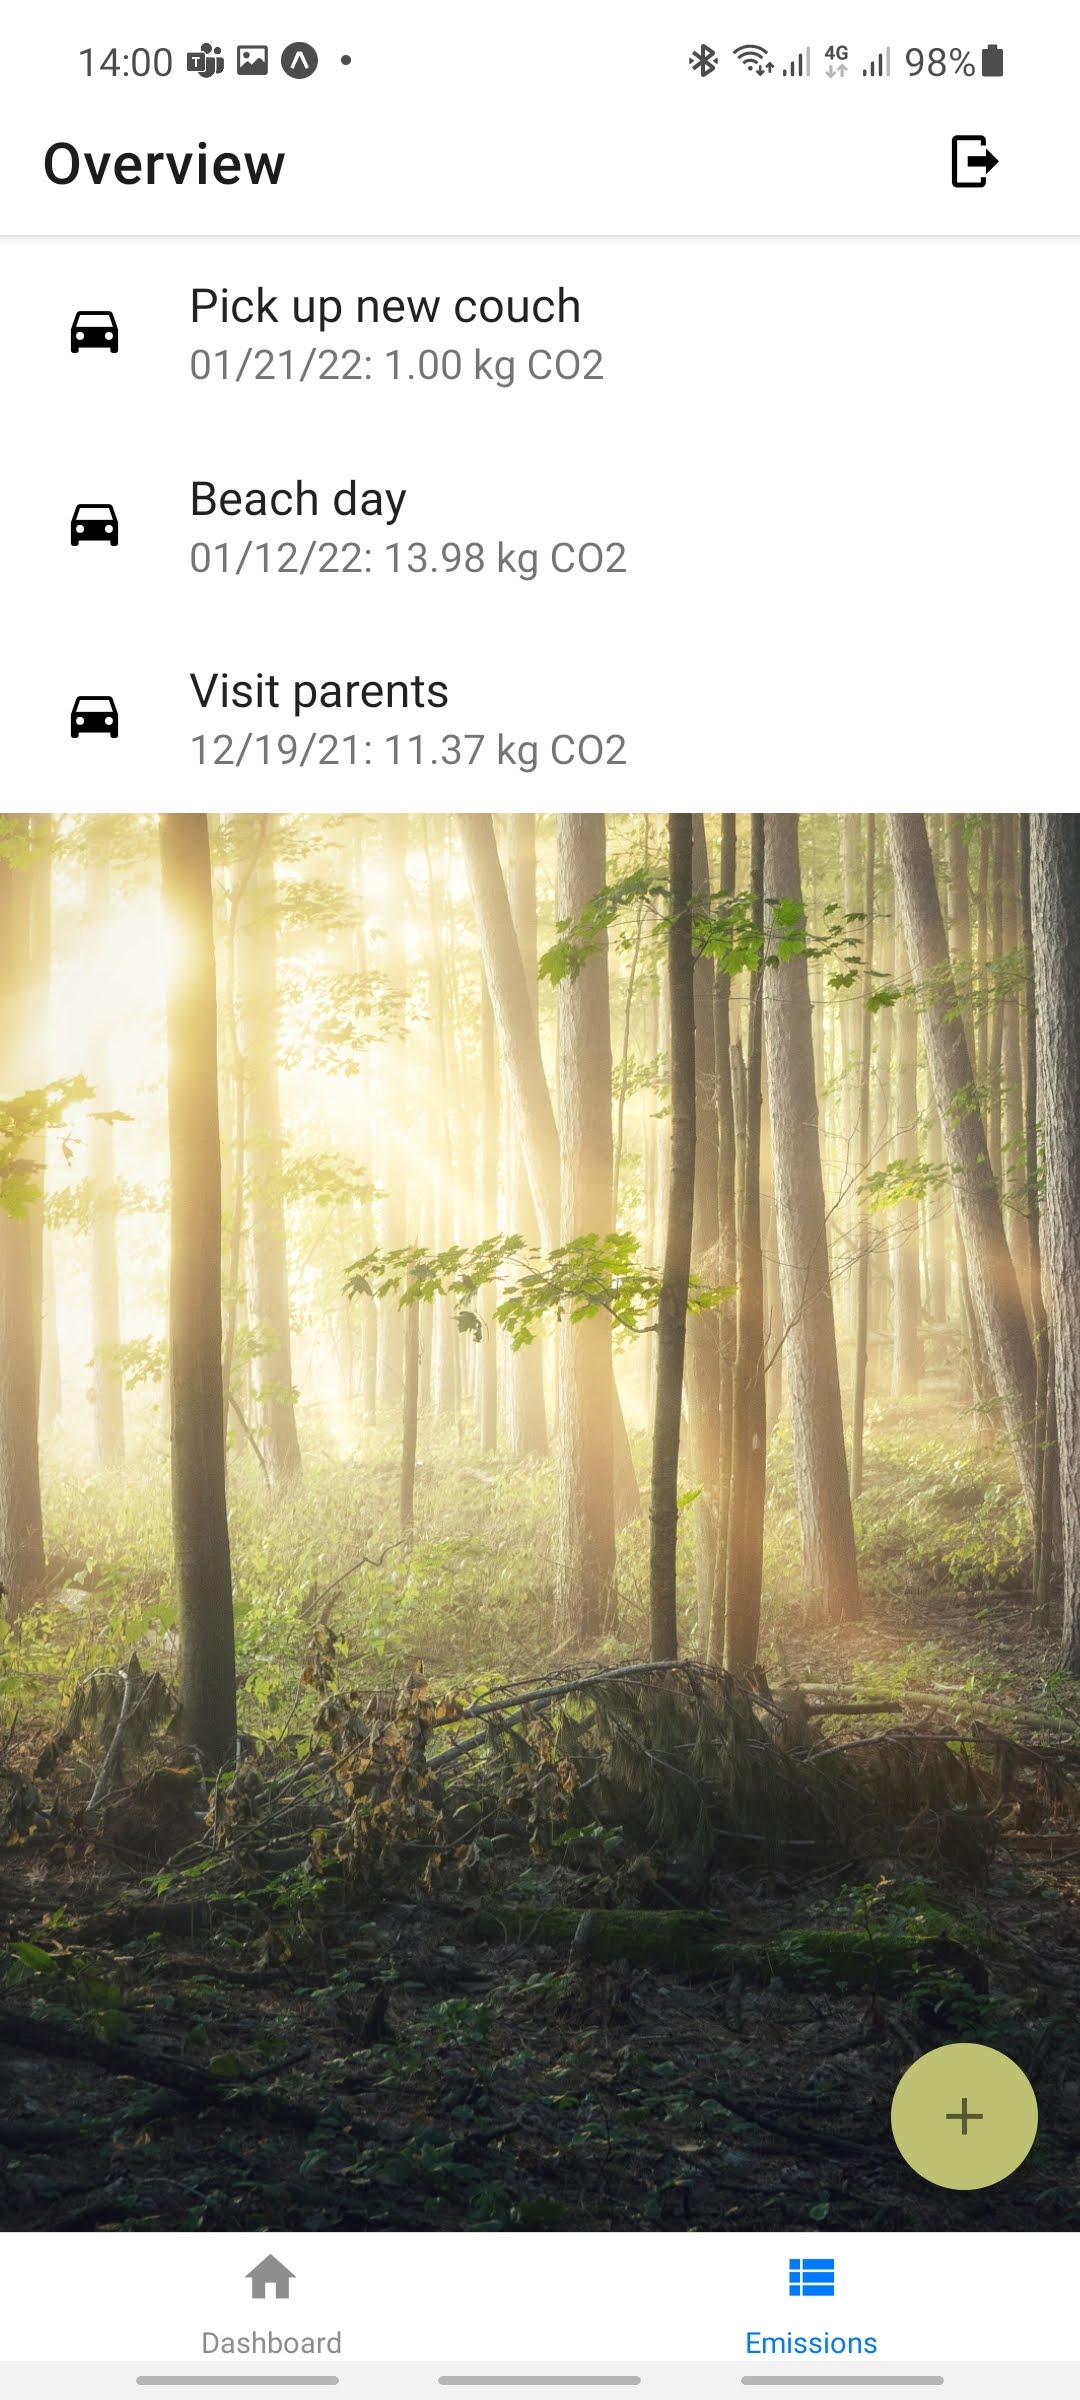 14:00
4G
98%
Overview
Pick up new couch
01/21/22: 1.00 kg CO2
Beach day
01/12/22: 13.98 kg CO2
Visit parents
12/19/21: 11.37 kg CO2
Dashboard
Emissions